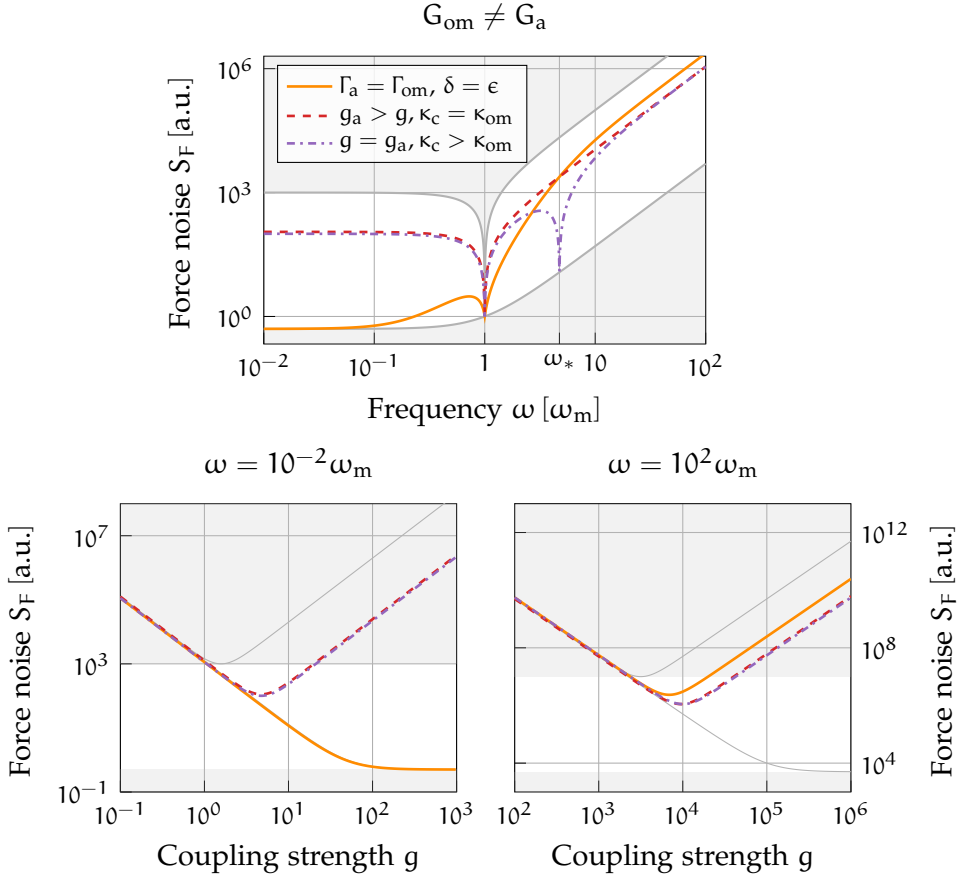 G_om ≠ G_a
Force noise S_F [a.u.]
10^6
10^3
10^0
Γ_a = Γ_om, δ = ϵ
g_a > g, κ_c = κ_om
g = g_a, κ_c > κ_om
10^−2
10^−1
1
ω_*
10
10^2
Frequency ω [ω_m]
ω = 10^−2 ω_m
Force noise S_F [a.u.]
10^7
10^3
10^−1
10^−1
10^0
10^1
10^2
10^3
Coupling strength g
ω = 10^2 ω_m
10^12
10^8
10^4
Force noise S_F [a.u.]
10^2
10^3
10^4
10^5
10^6
Coupling strength g